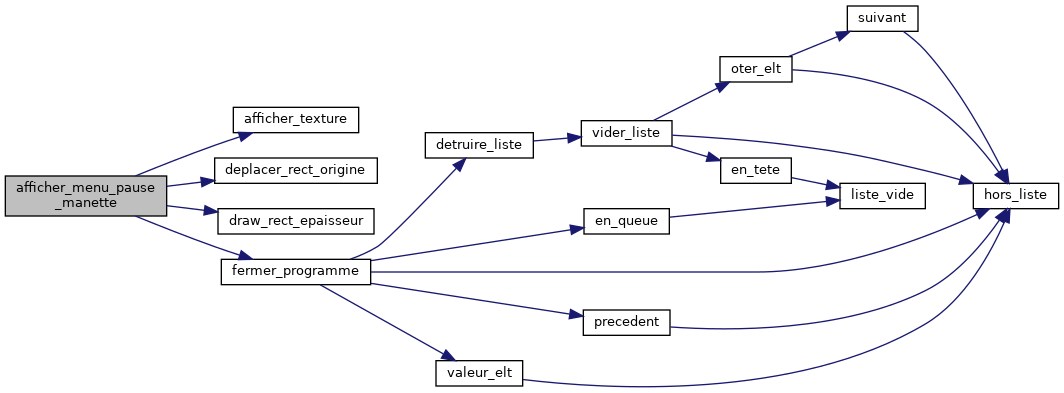 afficher_menu_pause
_manette
afficher_texture
deplacer_rect_origine
draw_rect_epaisseur
fermer_programme
detruire_liste
en_queue
precedent
valeur_elt
vider_liste
oter_elt
en_tete
suivant
liste_vide
hors_liste